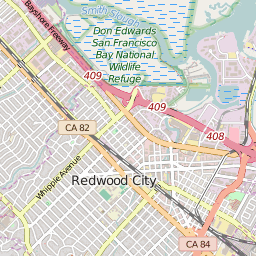 Smith Slough
Bayshore Freeway
Don Edwards
San Francisco
Bay National
Wildlife
Refuge
409
409
408
CA 82
Whipple Avenue
Redwood City
CA 84